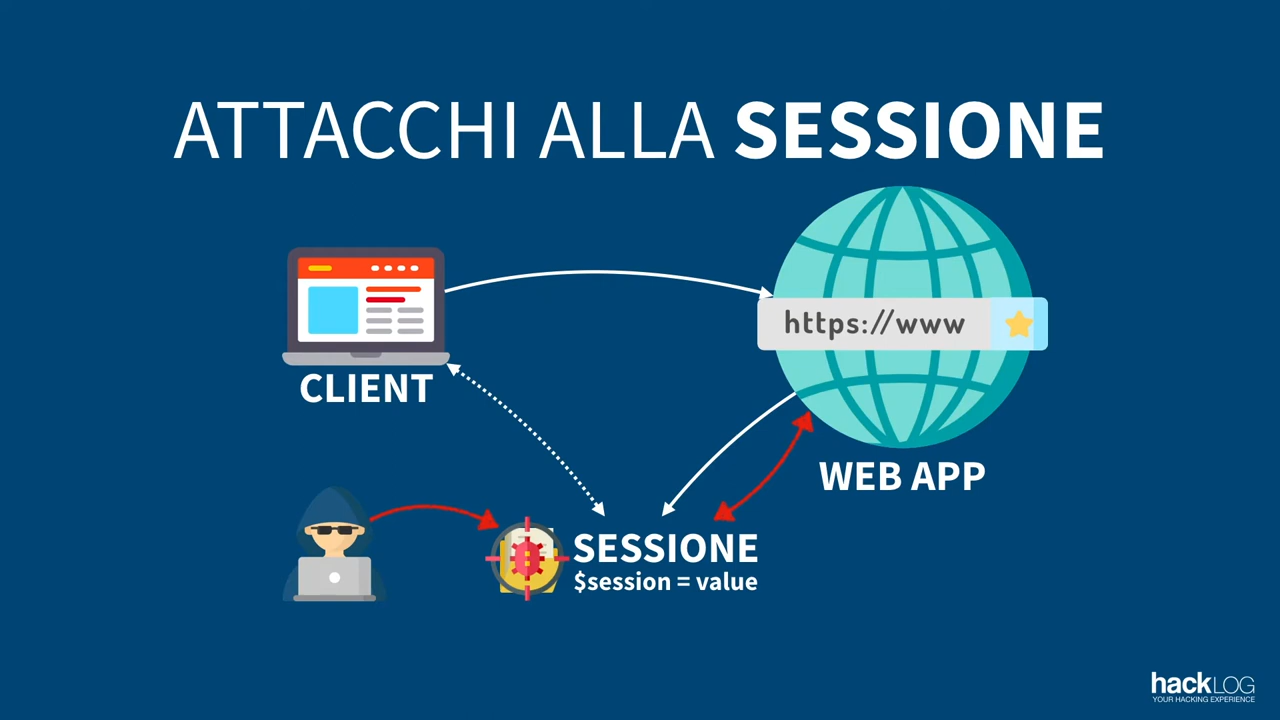 ATTACCHI ALLA SESSIONE
https://www
CLIENT
WEB APP
SESSIONE
$session = value
hackLOG
YOUR HACKING EXPERIENCE